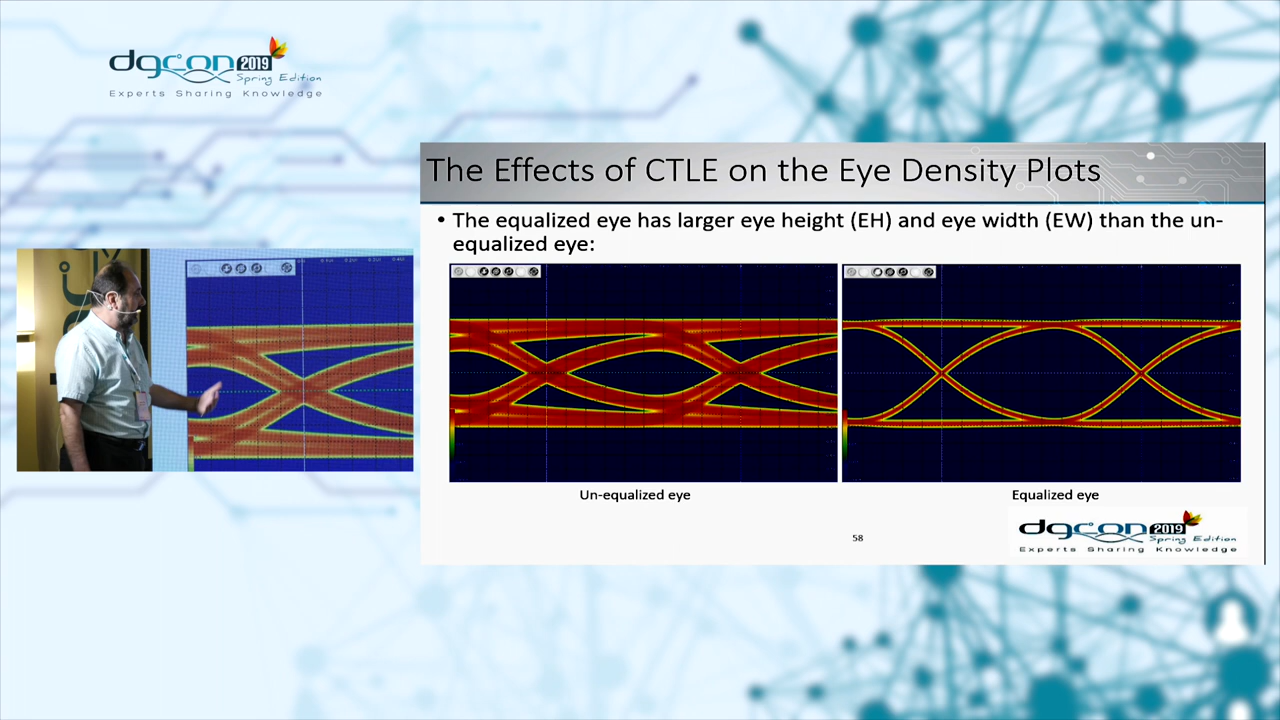 dgcon 2019
Spring Edition
Experts Sharing Knowledge
The Effects of CTLE on the Eye Density Plots
• The equalized eye has larger eye height (EH) and eye width (EW) than the un-
equalized eye:
Un-equalized eye
Equalized eye
58
dgcon 2019
Spring Edition
Experts Sharing Knowledge